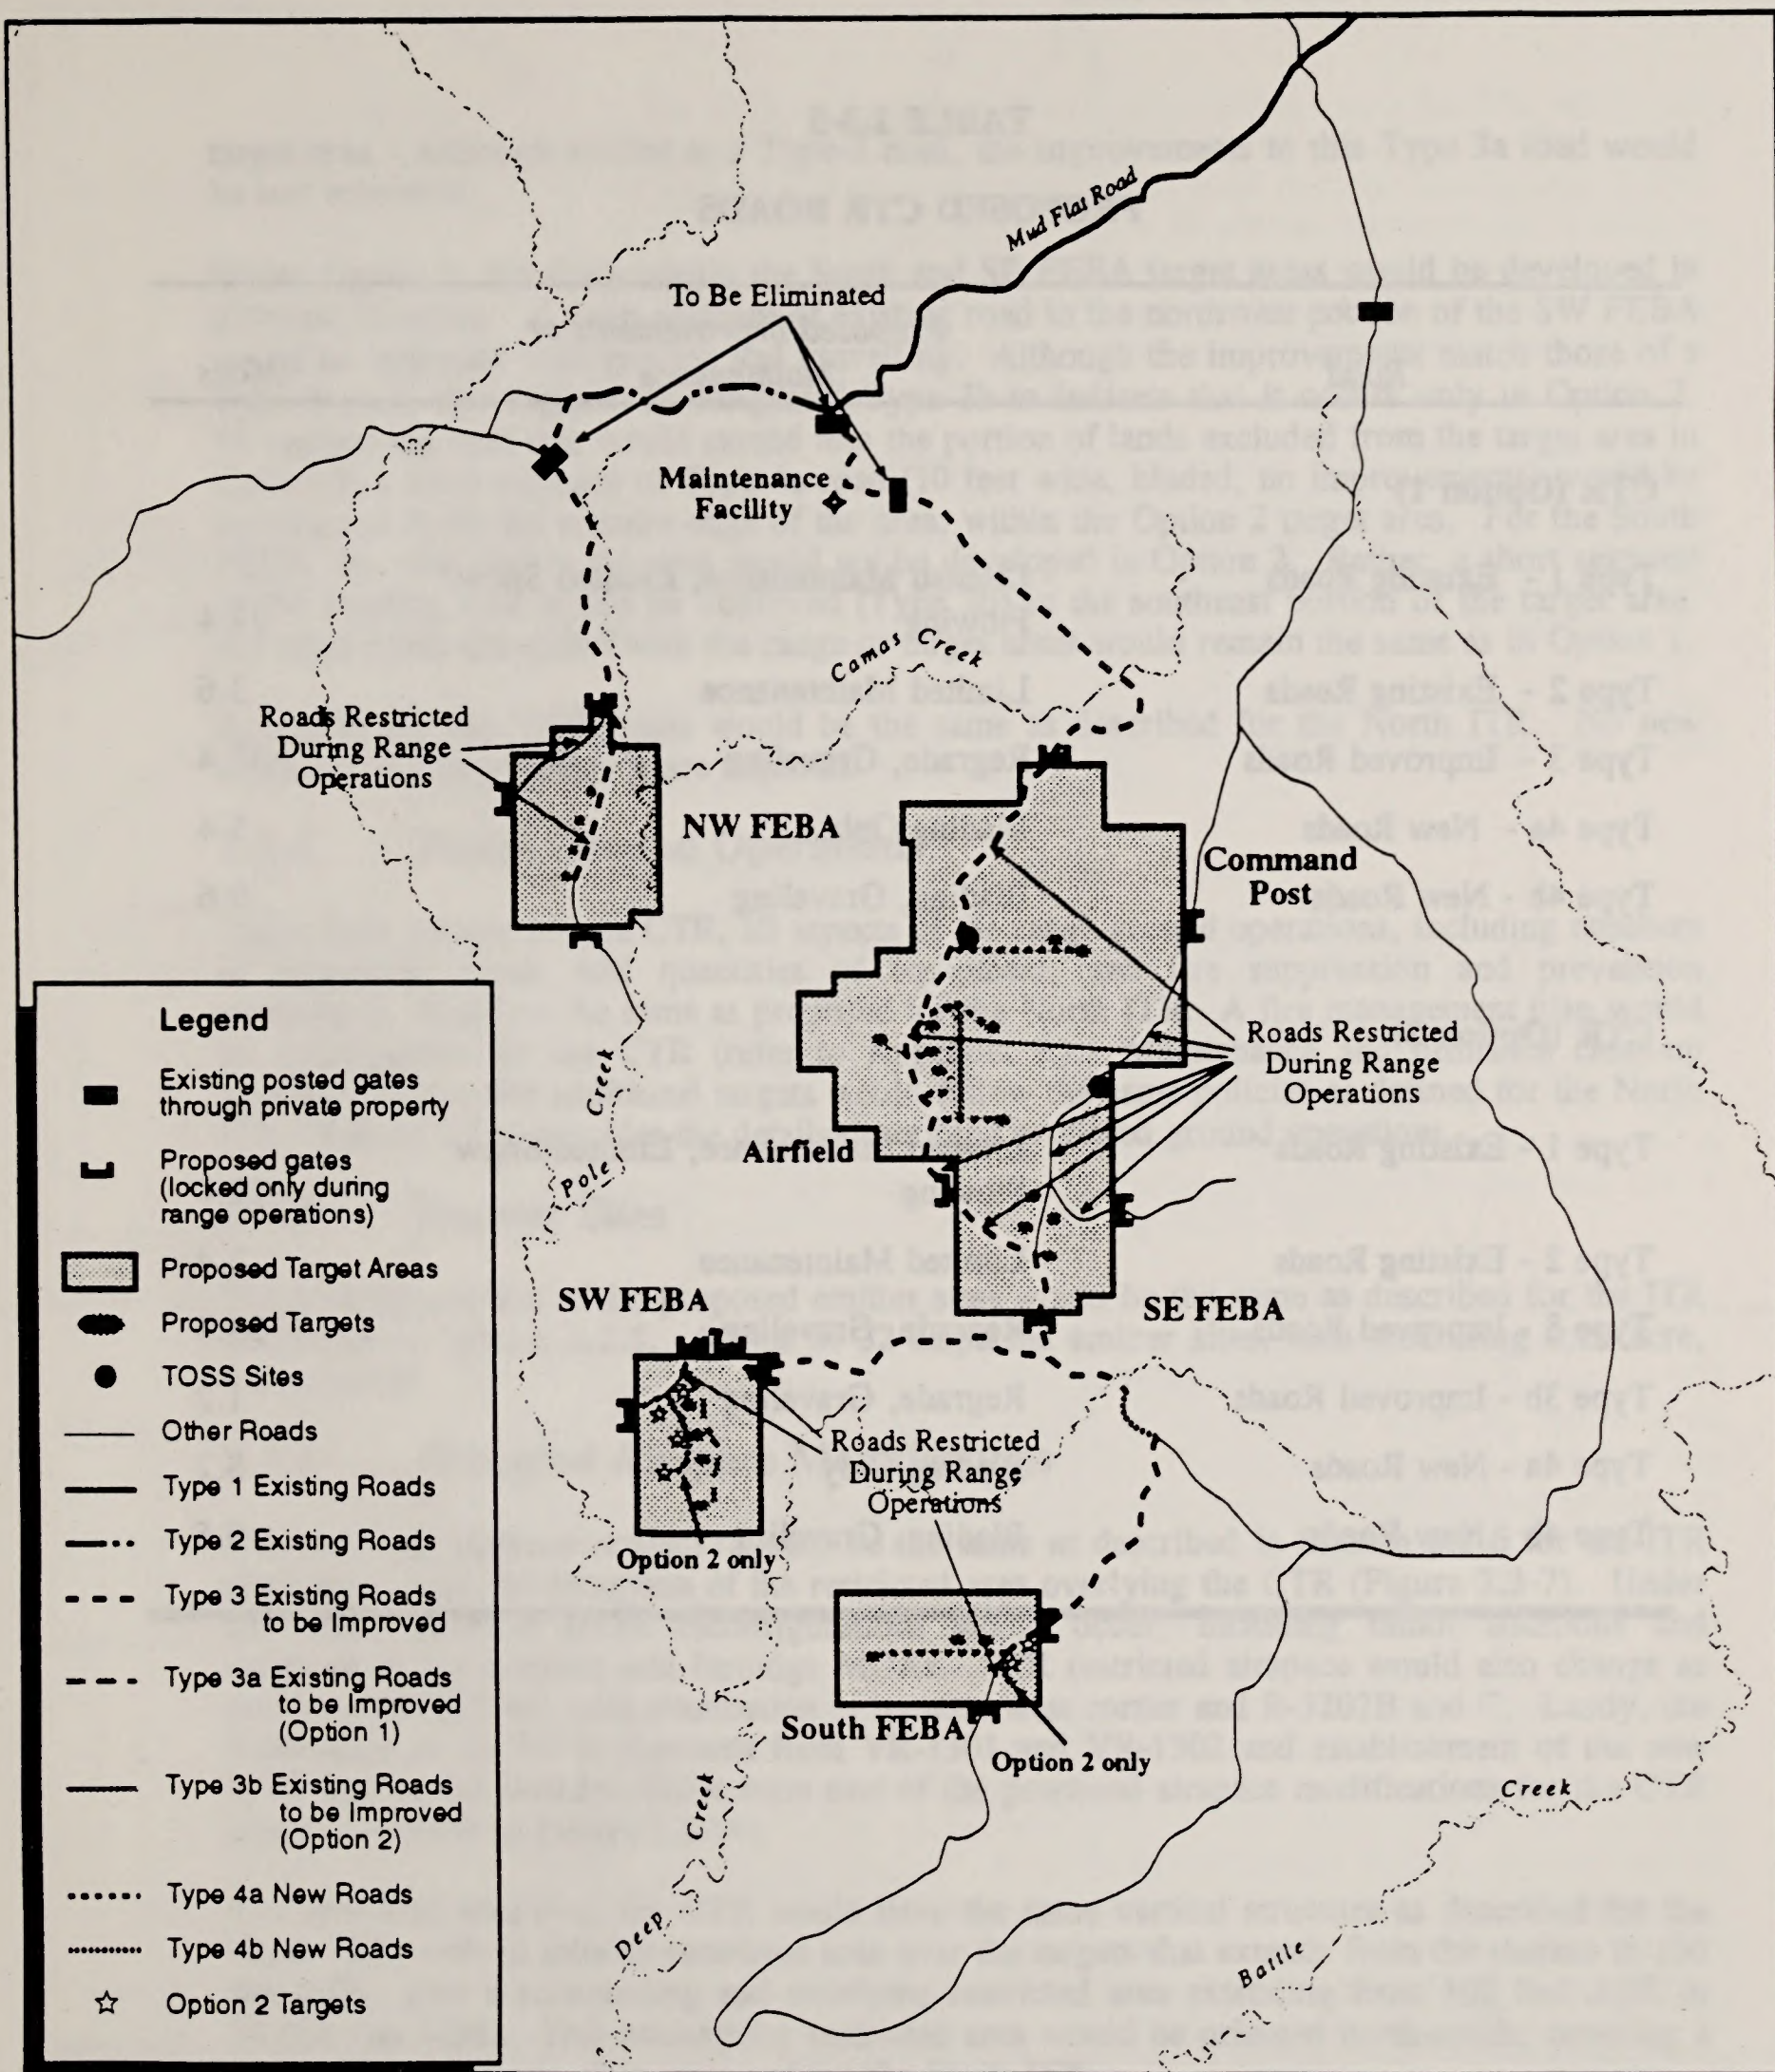 Mud Flat Road
To Be Eliminated
Maintenance
Facility
Camas Creek
Roads Restricted
During Range
Operations
NW FEBA
Command
Post
Roads Restricted
During Range
Operations
Airfield
Pole Creek
SW FEBA
SE FEBA
Roads Restricted
During Range
Operations
Option 2 only
South FEBA
Option 2 only
Deep Creek
Battle Creek
Legend
Existing posted gates
through private property
Proposed gates
(locked only during
range operations)
Proposed Target Areas
Proposed Targets
TOSS Sites
Other Roads
Type 1 Existing Roads
Type 2 Existing Roads
Type 3 Existing Roads
to be Improved
Type 3a Existing Roads
to be Improved
(Option 1)
Type 3b Existing Roads
to be Improved
(Option 2)
Type 4a New Roads
Type 4b New Roads
Option 2 Targets